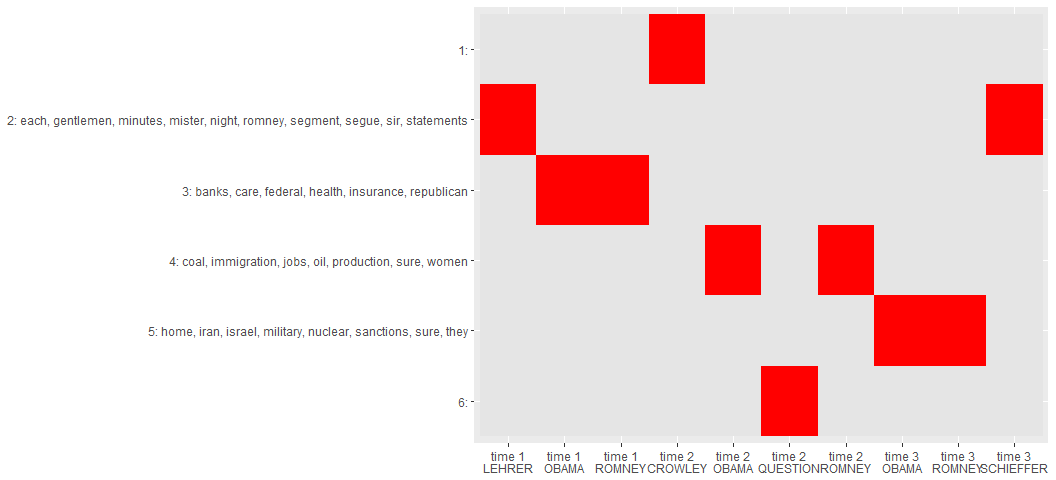 1:
2: each, gentlemen, minutes, mister, night, romney, segment, segue, sir, statements
3: banks, care, federal, health, insurance, republican
4: coal, immigration, jobs, oil, production, sure, women
5: home, iran, israel, military, nuclear, sanctions, sure, they
6:
time 1 time 1 time 1 time 2 time 2 time 2 time 2 time 3 time 3 time 3
LEHRER OBAMA ROMNEY CROWLEY OBAMA QUESTION ROMNEY OBAMA ROMNEY SCHIEFFER